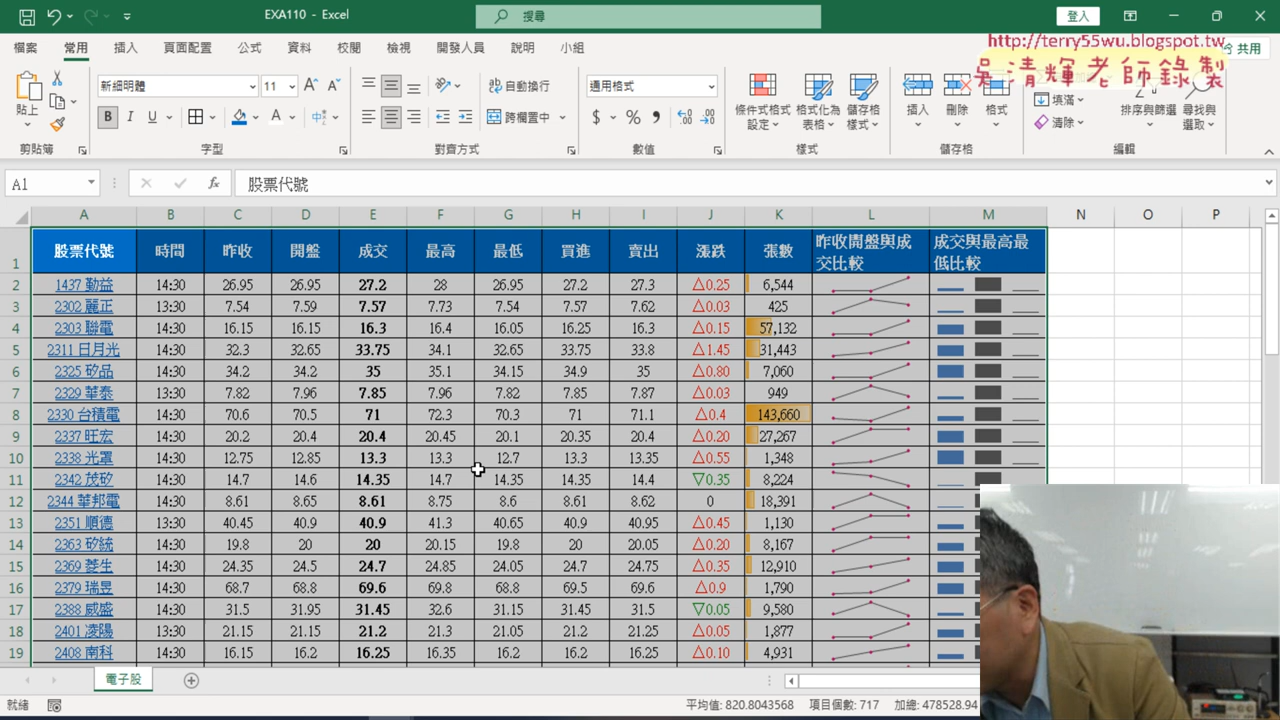 EXA110 - Excel
搜尋
登入
http://terry55wu.blogspot.tw
吳清輝老師錄製
檔案 常用 插入 頁面配置 公式 資料 校閱 檢視 開發人員 說明 小組 共用
貼上
新細明體 11
B I U
自動換行
跨欄置中
通用格式
條件式格式設定
格式化為表格
儲存格樣式
插入 刪除 格式
填滿
清除
排序與篩選
尋找與選取
剪貼簿 字型 對齊方式 數值 樣式 儲存格 編輯
A1 fx 股票代號
A B C D E F G H I J K L M N O P
1 股票代號 時間 昨收 開盤 成交 最高 最低 買進 賣出 漲跌 張數 昨收開盤與成交比較 成交與最高最低比較
2 1437 勤益 14:30 26.95 26.95 27.2 28 26.95 27.2 27.3 △0.25 6,544
3 2302 麗正 13:30 7.54 7.59 7.57 7.73 7.54 7.57 7.62 △0.03 425
4 2303 聯電 14:30 16.15 16.15 16.3 16.4 16.05 16.25 16.3 △0.15 57,132
5 2311 日月光 14:30 32.3 32.65 33.75 34.1 32.65 33.75 33.8 △1.45 31,443
6 2325 矽品 14:30 34.2 34.2 35 35.1 34.15 34.9 35 △0.80 7,060
7 2329 華泰 13:30 7.82 7.96 7.85 7.96 7.82 7.85 7.87 △0.03 949
8 2330 台積電 14:30 70.6 70.5 71 72.3 70.3 71 71.1 △0.4 143,660
9 2337 旺宏 14:30 20.2 20.4 20.4 20.45 20.1 20.35 20.4 △0.20 27,267
10 2338 光罩 14:30 12.75 12.85 13.3 13.3 12.7 13.3 13.35 △0.55 1,348
11 2342 茂矽 14:30 14.7 14.6 14.35 14.7 14.35 14.35 14.4 ▽0.35 8,224
12 2344 華邦電 14:30 8.61 8.65 8.61 8.75 8.6 8.61 8.62 0 18,391
13 2351 順德 13:30 40.45 40.9 40.9 41.3 40.65 40.9 40.95 △0.45 1,130
14 2363 矽統 14:30 19.8 20 20 20.15 19.8 20 20.05 △0.20 8,167
15 2369 菱生 14:30 24.35 24.5 24.7 24.85 24.05 24.7 24.75 △0.35 12,910
16 2379 瑞昱 14:30 68.7 68.8 69.6 69.8 68.8 69.5 69.6 △0.9 1,790
17 2388 威盛 14:30 31.5 31.95 31.45 32.6 31.15 31.45 31.5 ▽0.05 9,580
18 2401 凌陽 13:30 21.15 21.15 21.2 21.3 21.05 21.2 21.25 △0.05 1,877
19 2408 南科 14:30 16.15 16.2 16.25 16.35 16.2 16.2 16.25 △0.10 4,931
電子股
就緒 平均值: 820.8043568 項目個數: 717 加總: 478528.94